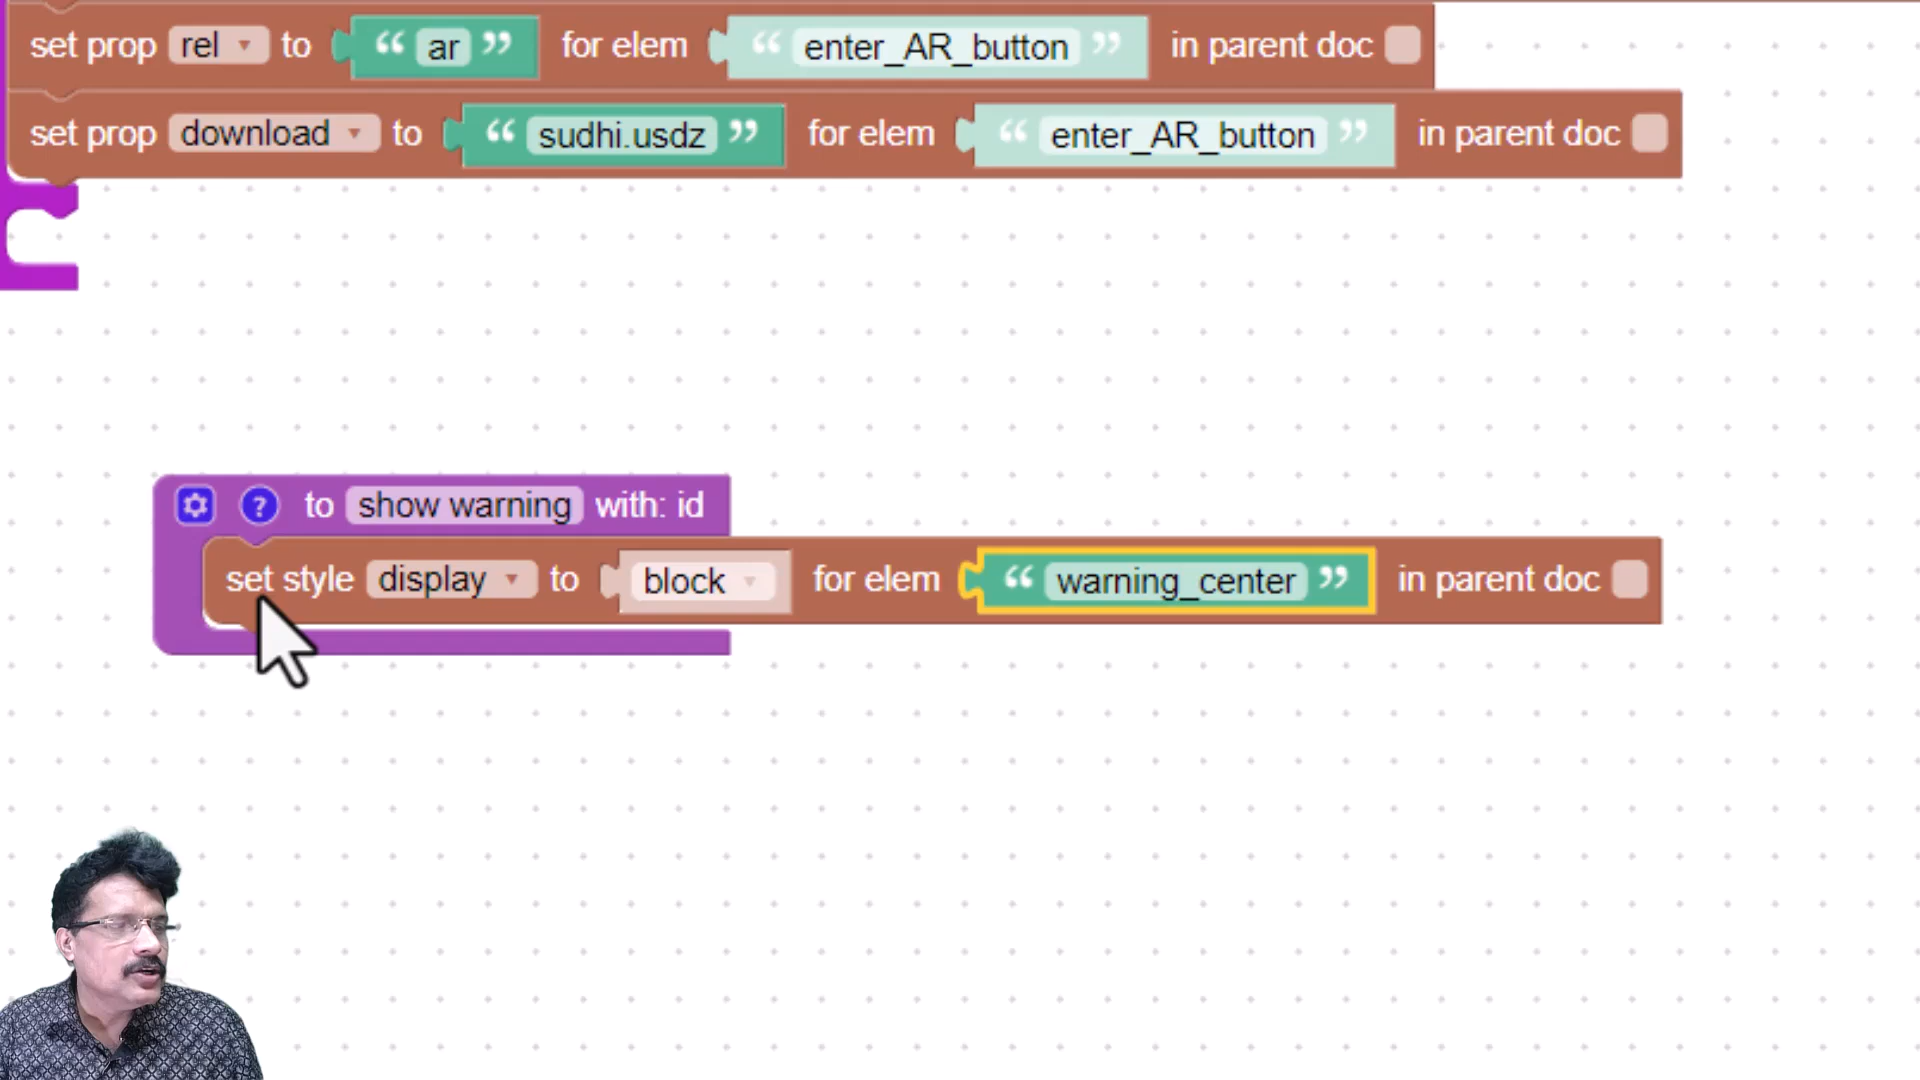 set prop rel to “ ar ” for elem “ enter_AR_button ” in parent doc
set prop download to “ sudhi.usdz ” for elem “ enter_AR_button ” in parent doc
? to show warning with: id
set style display to block for elem “ warning_center ” in parent doc